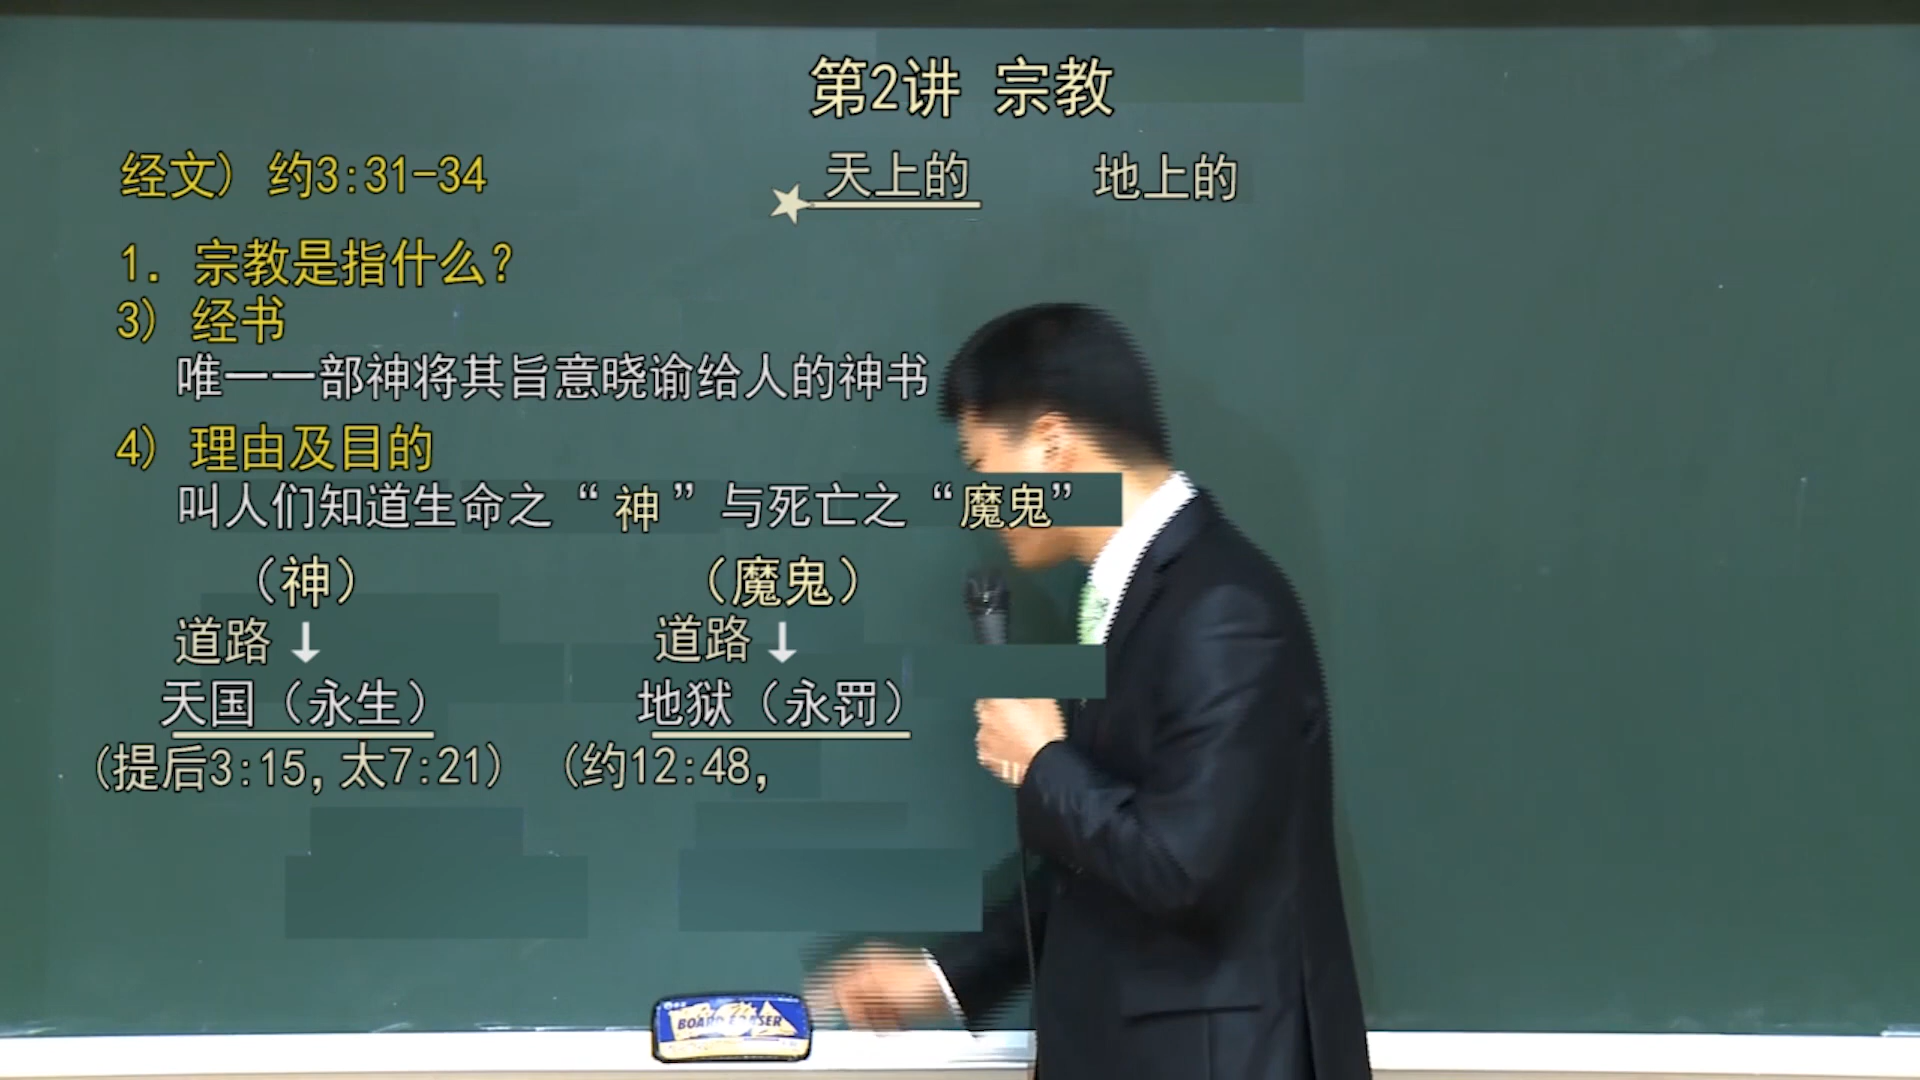 第2讲 宗教
经文) 约3:31-34
天上的 地上的
1. 宗教是指什么?
3) 经书
唯一一部神将其旨意晓谕给人的神书
4) 理由及目的
叫人们知道生命之“神”与死亡之“魔鬼”
(神) (魔鬼)
道路↓ 道路↓
天国(永生) 地狱(永罚)
(提后3:15,太7:21) (约12:48,
BOARD ERASER